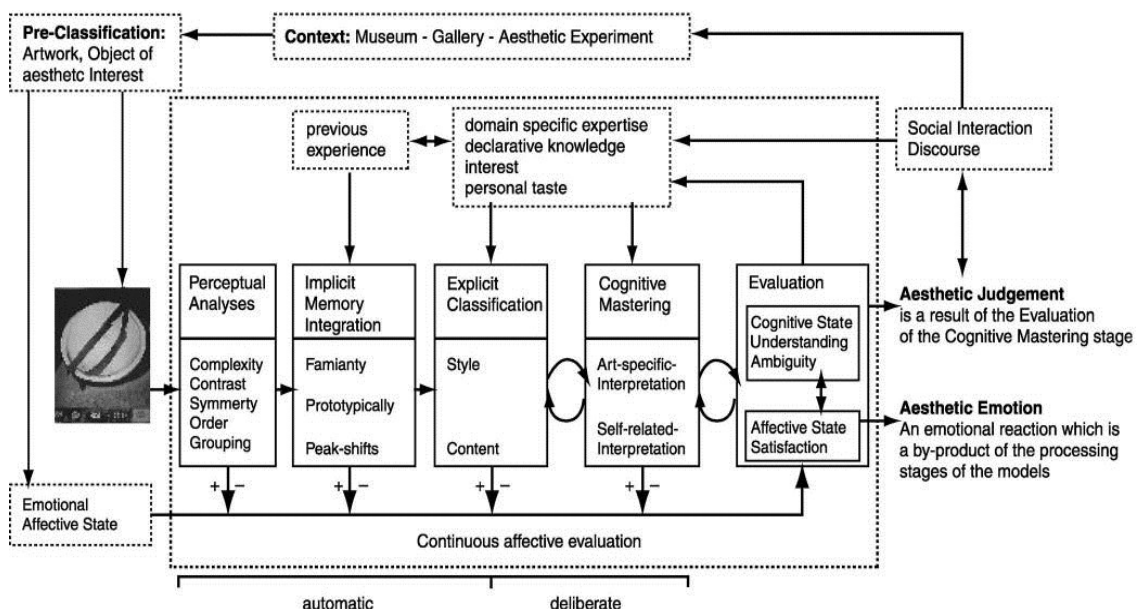 Pre-Classification:
Artwork, Object of
aesthetc Interest
Context: Museum - Gallery - Aesthetic Experiment
previous
experience
domain specific expertise
declarative knowledge
interest
personal taste
Social Interaction
Discourse
Perceptual
Analyses
Complexity
Contrast
Symmerty
Order
Grouping
Implicit
Memory
Integration
Famianty
Prototypically
Peak-shifts
Explicit
Classification
Style
Content
Cognitive
Mastering
Art-specific-
Interpretation
Self-related-
Interpretation
Evaluation
Cognitive State
Understanding
Ambiguity
Affective State
Satisfaction
Aesthetic Judgement
is a result of the Evaluation
of the Cognitive Mastering stage
Aesthetic Emotion
An emotional reaction which is
a by-product of the processing
stages of the models
+ −
+ −
+ −
+ −
Emotional
Affective State
Continuous affective evaluation
automatic
deliberate